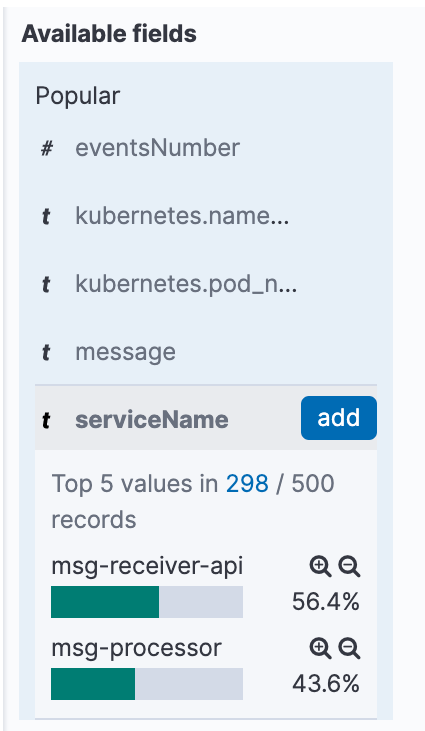 Available fields
Popular
# eventsNumber
t kubernetes.name...
t kubernetes.pod_n...
t message
t serviceName add
Top 5 values in 298 / 500
records
msg-receiver-api
56.4%
msg-processor
43.6%